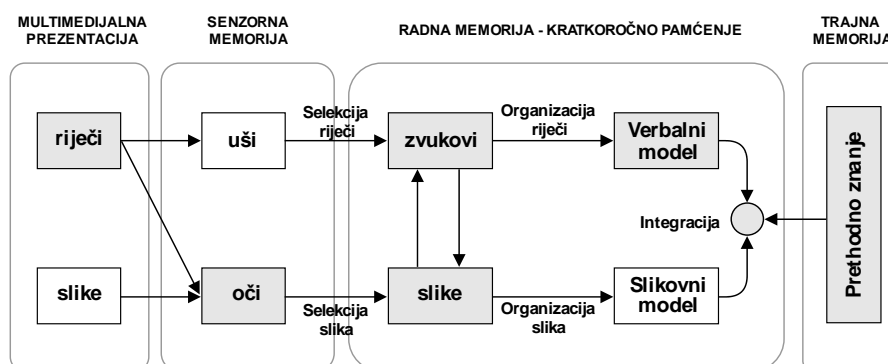 MULTIMEDIJALNA
PREZENTACIJA
SENZORNA
MEMORIJA
RADNA MEMORIJA - KRATKOROČNO PAMĆENJE
TRAJNA
MEMORIJA
riječi
uši
Selekcija
riječi
zvukovi
Organizacija
riječi
Verbalni
model
Integracija
Prethodno znanje
slike
oči
Selekcija
slika
slike
Organizacija
slika
Slikovni
model